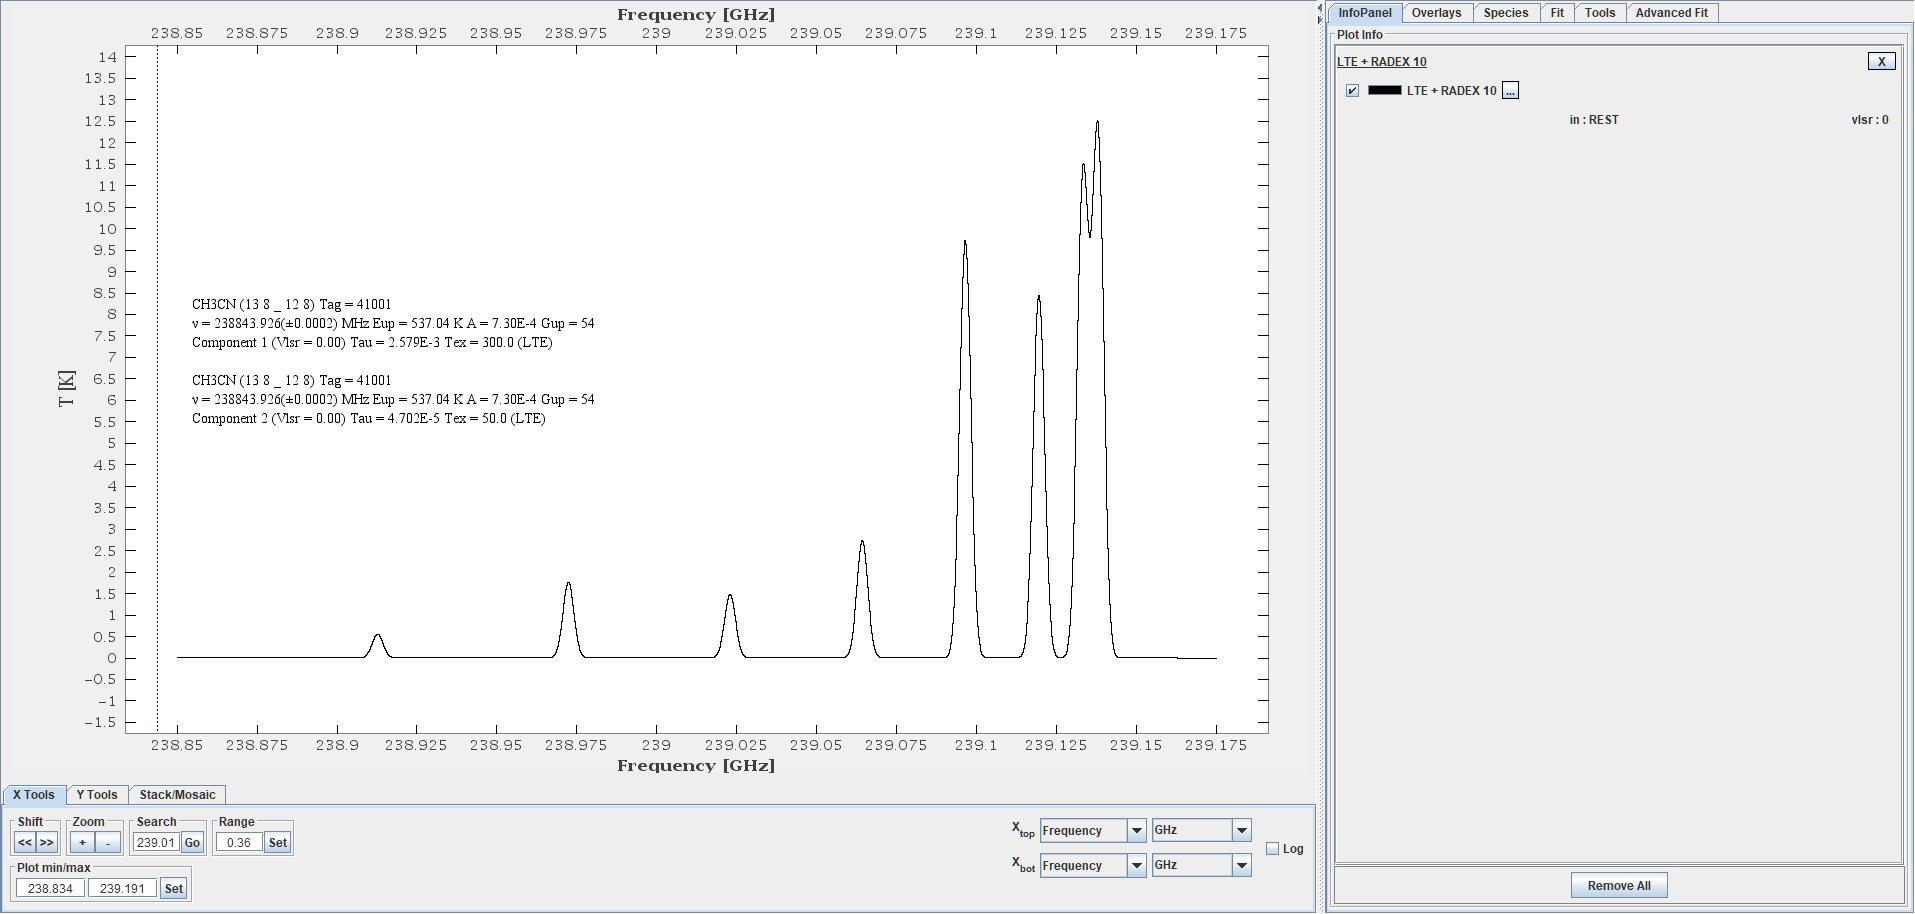 Frequency [GHz]
238.85 238.875 238.9 238.925 238.95 238.975 239 239.025 239.05 239.075 239.1 239.125 239.15 239.175
14
13.5
13
12.5
12
11.5
11
10.5
10
9.5
9
8.5
8
7.5
7
6.5
6
5.5
5
4.5
4
3.5
3
2.5
2
1.5
1
0.5
0
−0.5
−1
−1.5
T [K]
CH3CN (13 8 _ 12 8) Tag = 41001
ν = 238843.926(±0.0002) MHz Eup = 537.04 K A = 7.30E-4 Gup = 54
Component 1 (Vlsr = 0.00) Tau = 2.579E-3 Tex = 300.0 (LTE)
CH3CN (13 8 _ 12 8) Tag = 41001
ν = 238843.926(±0.0002) MHz Eup = 537.04 K A = 7.30E-4 Gup = 54
Component 2 (Vlsr = 0.00) Tau = 4.702E-5 Tex = 50.0 (LTE)
238.85 238.875 238.9 238.925 238.95 238.975 239 239.025 239.05 239.075 239.1 239.125 239.15 239.175
Frequency [GHz]
X Tools Y Tools Stack/Mosaic
Shift Zoom Search Range
<< >> + - 239.01 Go 0.36 Set
Plot min/max
238.834 239.191 Set
Xtop Frequency GHz
Log
Xbot Frequency GHz
InfoPanel Overlays Species Fit Tools Advanced Fit
Plot Info
LTE + RADEX 10 X
LTE + RADEX 10 ...
in : REST vlsr : 0
Remove All